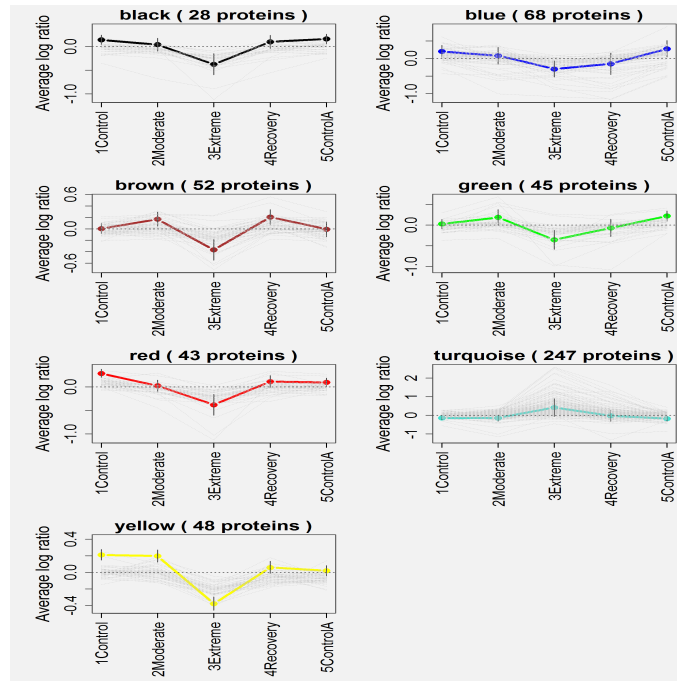 black ( 28 proteins )
Average log ratio
0.0
-1.0
1Control
2Moderate
3Extreme
4Recovery
5ControlA
blue ( 68 proteins )
Average log ratio
0.0
-1.0
1Control
2Moderate
3Extreme
4Recovery
5ControlA
brown ( 52 proteins )
Average log ratio
0.6
0.0
-0.6
1Control
2Moderate
3Extreme
4Recovery
5ControlA
green ( 45 proteins )
Average log ratio
0.0
-1.0
1Control
2Moderate
3Extreme
4Recovery
5ControlA
red ( 43 proteins )
Average log ratio
0.0
-1.0
1Control
2Moderate
3Extreme
4Recovery
5ControlA
turquoise ( 247 proteins )
Average log ratio
2
1
0
-1
1Control
2Moderate
3Extreme
4Recovery
5ControlA
yellow ( 48 proteins )
Average log ratio
0.4
0.0
-0.4
1Control
2Moderate
3Extreme
4Recovery
5ControlA